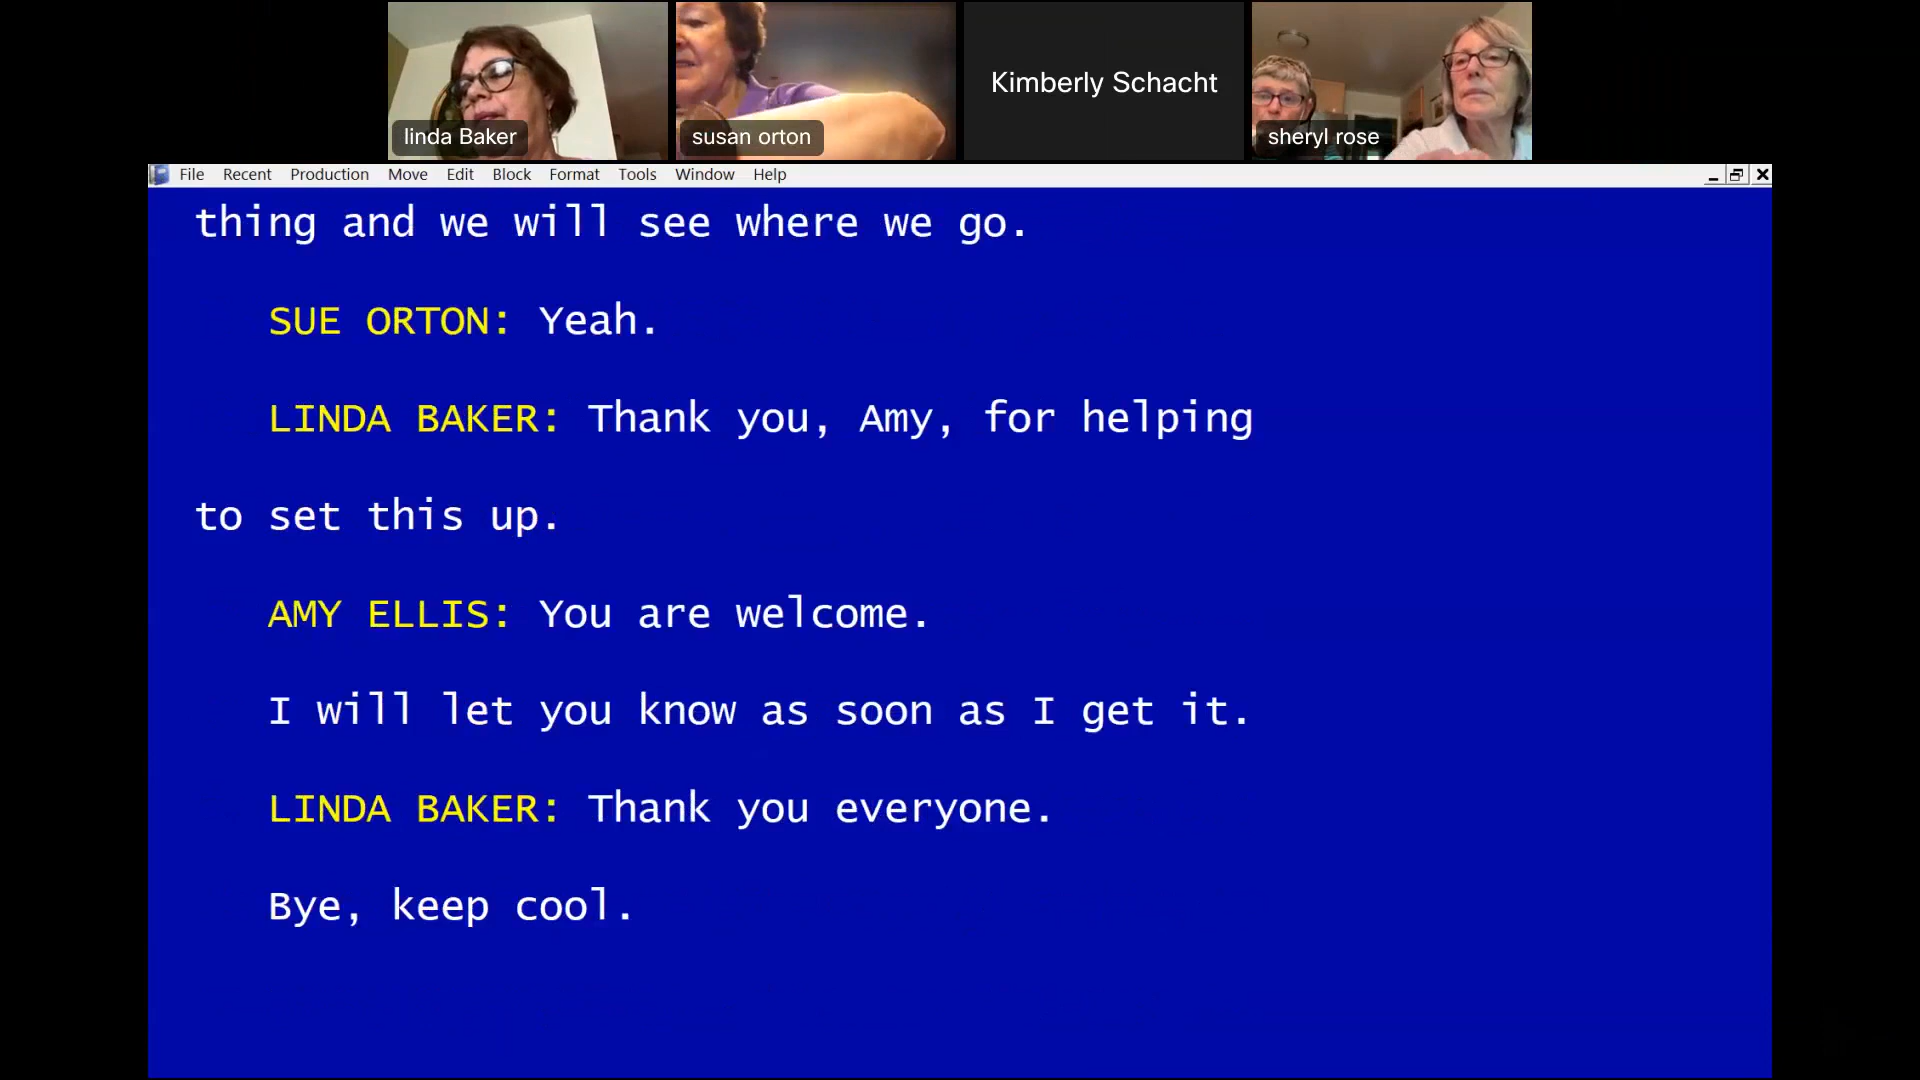 linda Baker
susan orton
Kimberly Schacht
sheryl rose
File Recent Production Move Edit Block Format Tools Window Help
thing and we will see where we go.
SUE ORTON: Yeah.
LINDA BAKER: Thank you, Amy, for helping
to set this up.
AMY ELLIS: You are welcome.
I will let you know as soon as I get it.
LINDA BAKER: Thank you everyone.
Bye, keep cool.